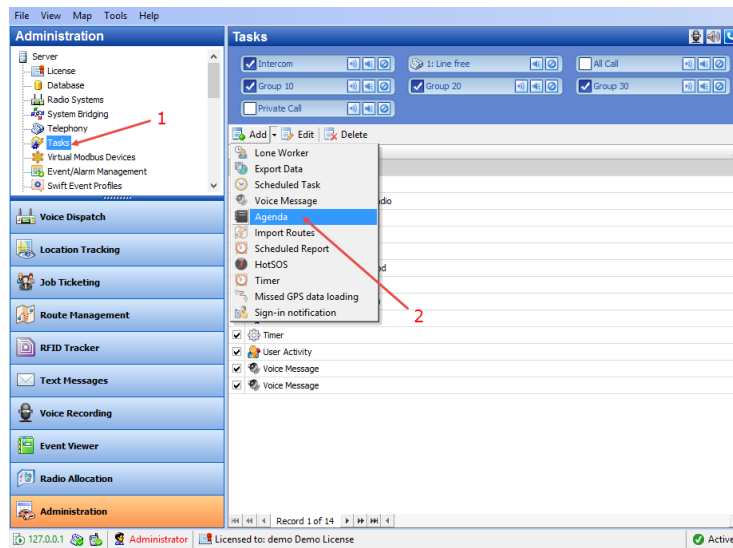 File View Map Tools Help
Administration
Server
License
Database
Radio Systems
System Bridging
Telephony
Tasks
Virtual Modbus Devices
Event/Alarm Management
Swift Event Profiles
1
Voice Dispatch
Location Tracking
Job Ticketing
Route Management
RFID Tracker
Text Messages
Voice Recording
Event Viewer
Radio Allocation
Administration
Tasks
Intercom 1: Line free All Call
Group 10 Group 20 Group 30
Private Call
Add Edit Delete
Lone Worker
Export Data
Scheduled Task
Voice Message
Agenda
Import Routes
Scheduled Report
HotSOS
Timer
Missed GPS data loading
Sign-in notification
2
Timer
User Activity
Voice Message
Voice Message
Record 1 of 14
127.0.0.1 Administrator Licensed to: demo Demo License Active